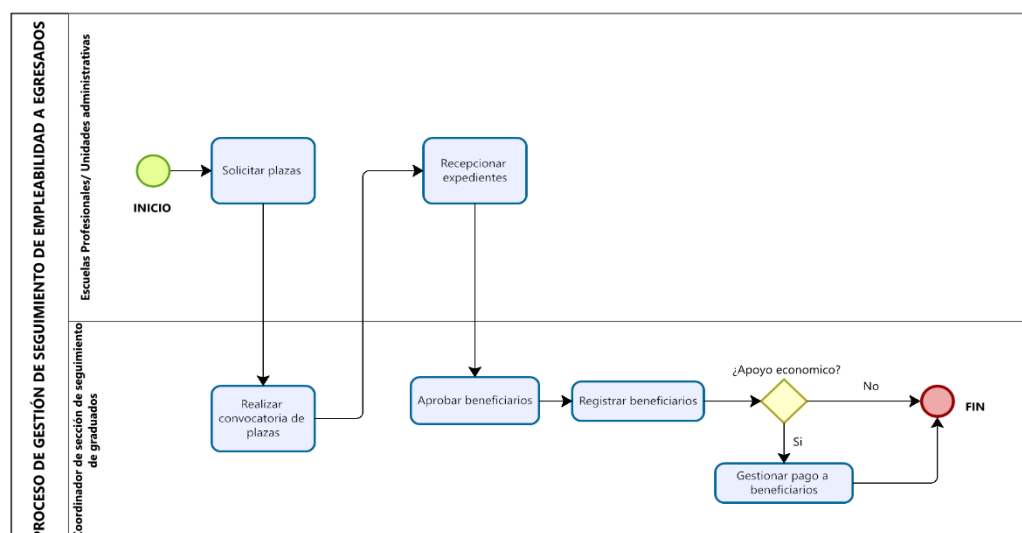 PROCESO DE GESTIÓN DE SEGUIMIENTO DE EMPLEABILIDAD A EGRESADOS
Escuelas Profesionales/ Unidades administrativas
INICIO
Solicitar plazas
Recepcionar
expedientes
Coordinador de sección de seguimiento
de graduados
Realizar
convocatoria de
plazas
Aprobar beneficiarios
Registrar beneficiarios
¿Apoyo economico?
No
FIN
Si
Gestionar pago a
beneficiarios